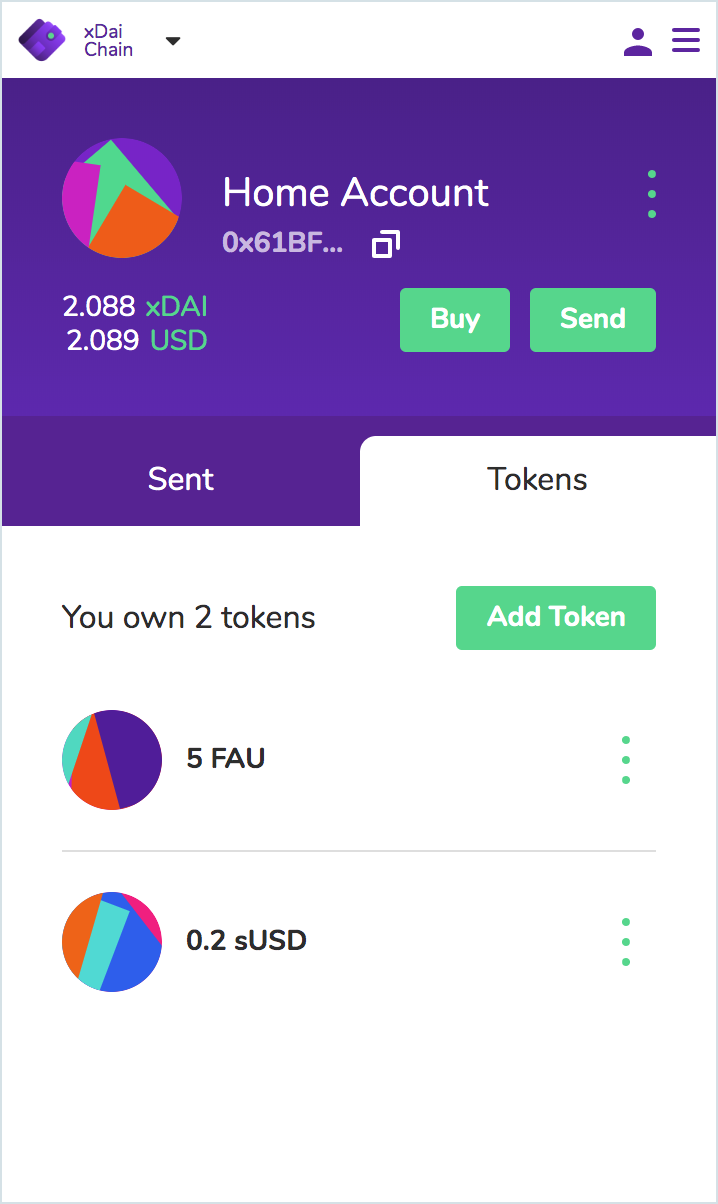 xDai
Chain
Home Account
0x61BF...
2.088 xDAI
2.089 USD
Buy
Send
Sent
Tokens
You own 2 tokens
Add Token
5 FAU
0.2 sUSD